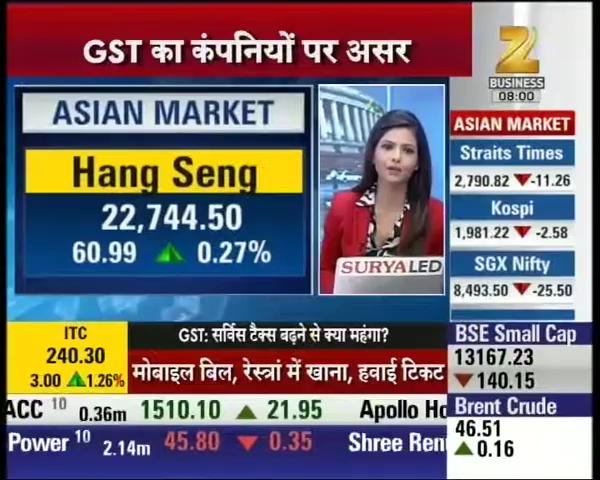 GST का कंपनियों पर असर
Z
BUSINESS
08:00
ASIAN MARKET
Hang Seng
22,744.50
60.99 0.27%
SURYA LED
ASIAN MARKET
Straits Times
2,790.82 -11.26
Kospi
1,981.22 -2.58
SGX Nifty
8,493.50 -25.50
ITC
240.30
3.00 1.26%
GST: सर्विस टैक्स बढ़ने से क्या महंगा?
मोबाइल बिल, रेस्त्रां में खाना, हवाई टिकट
BSE Small Cap
13167.23
140.15
ACC 10 0.36m 1510.10 21.95 Apollo Ho
Brent Crude
46.51
0.16
Power 10 2.14m 45.80 0.35 Shree Ren